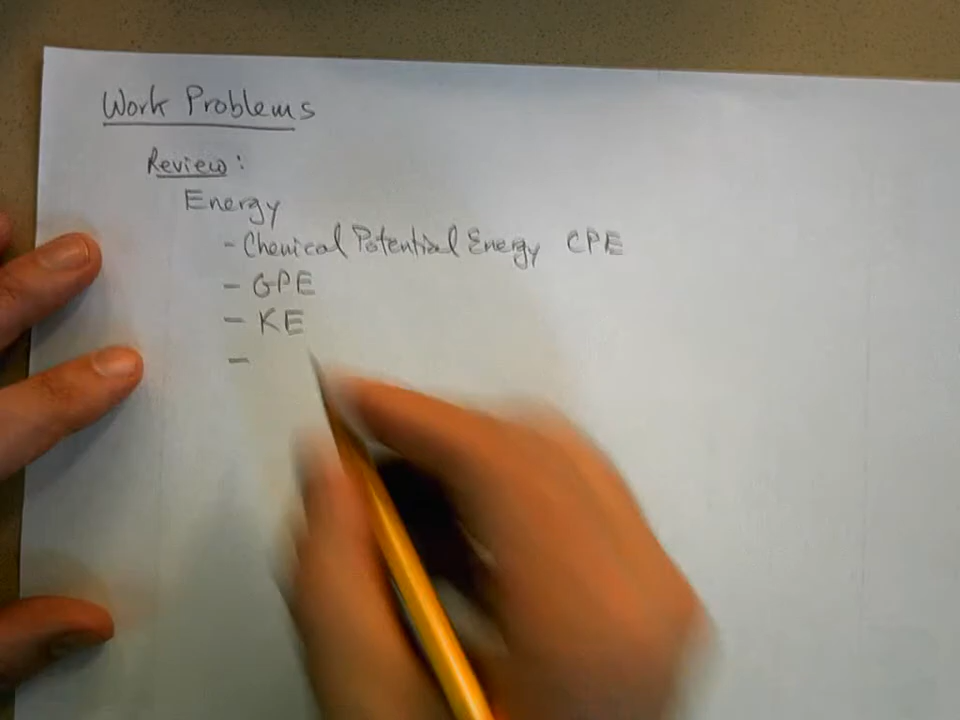 Work Problems
Review:
Energy
- Chemical Potential Energy CPE
- GPE
- KE
-